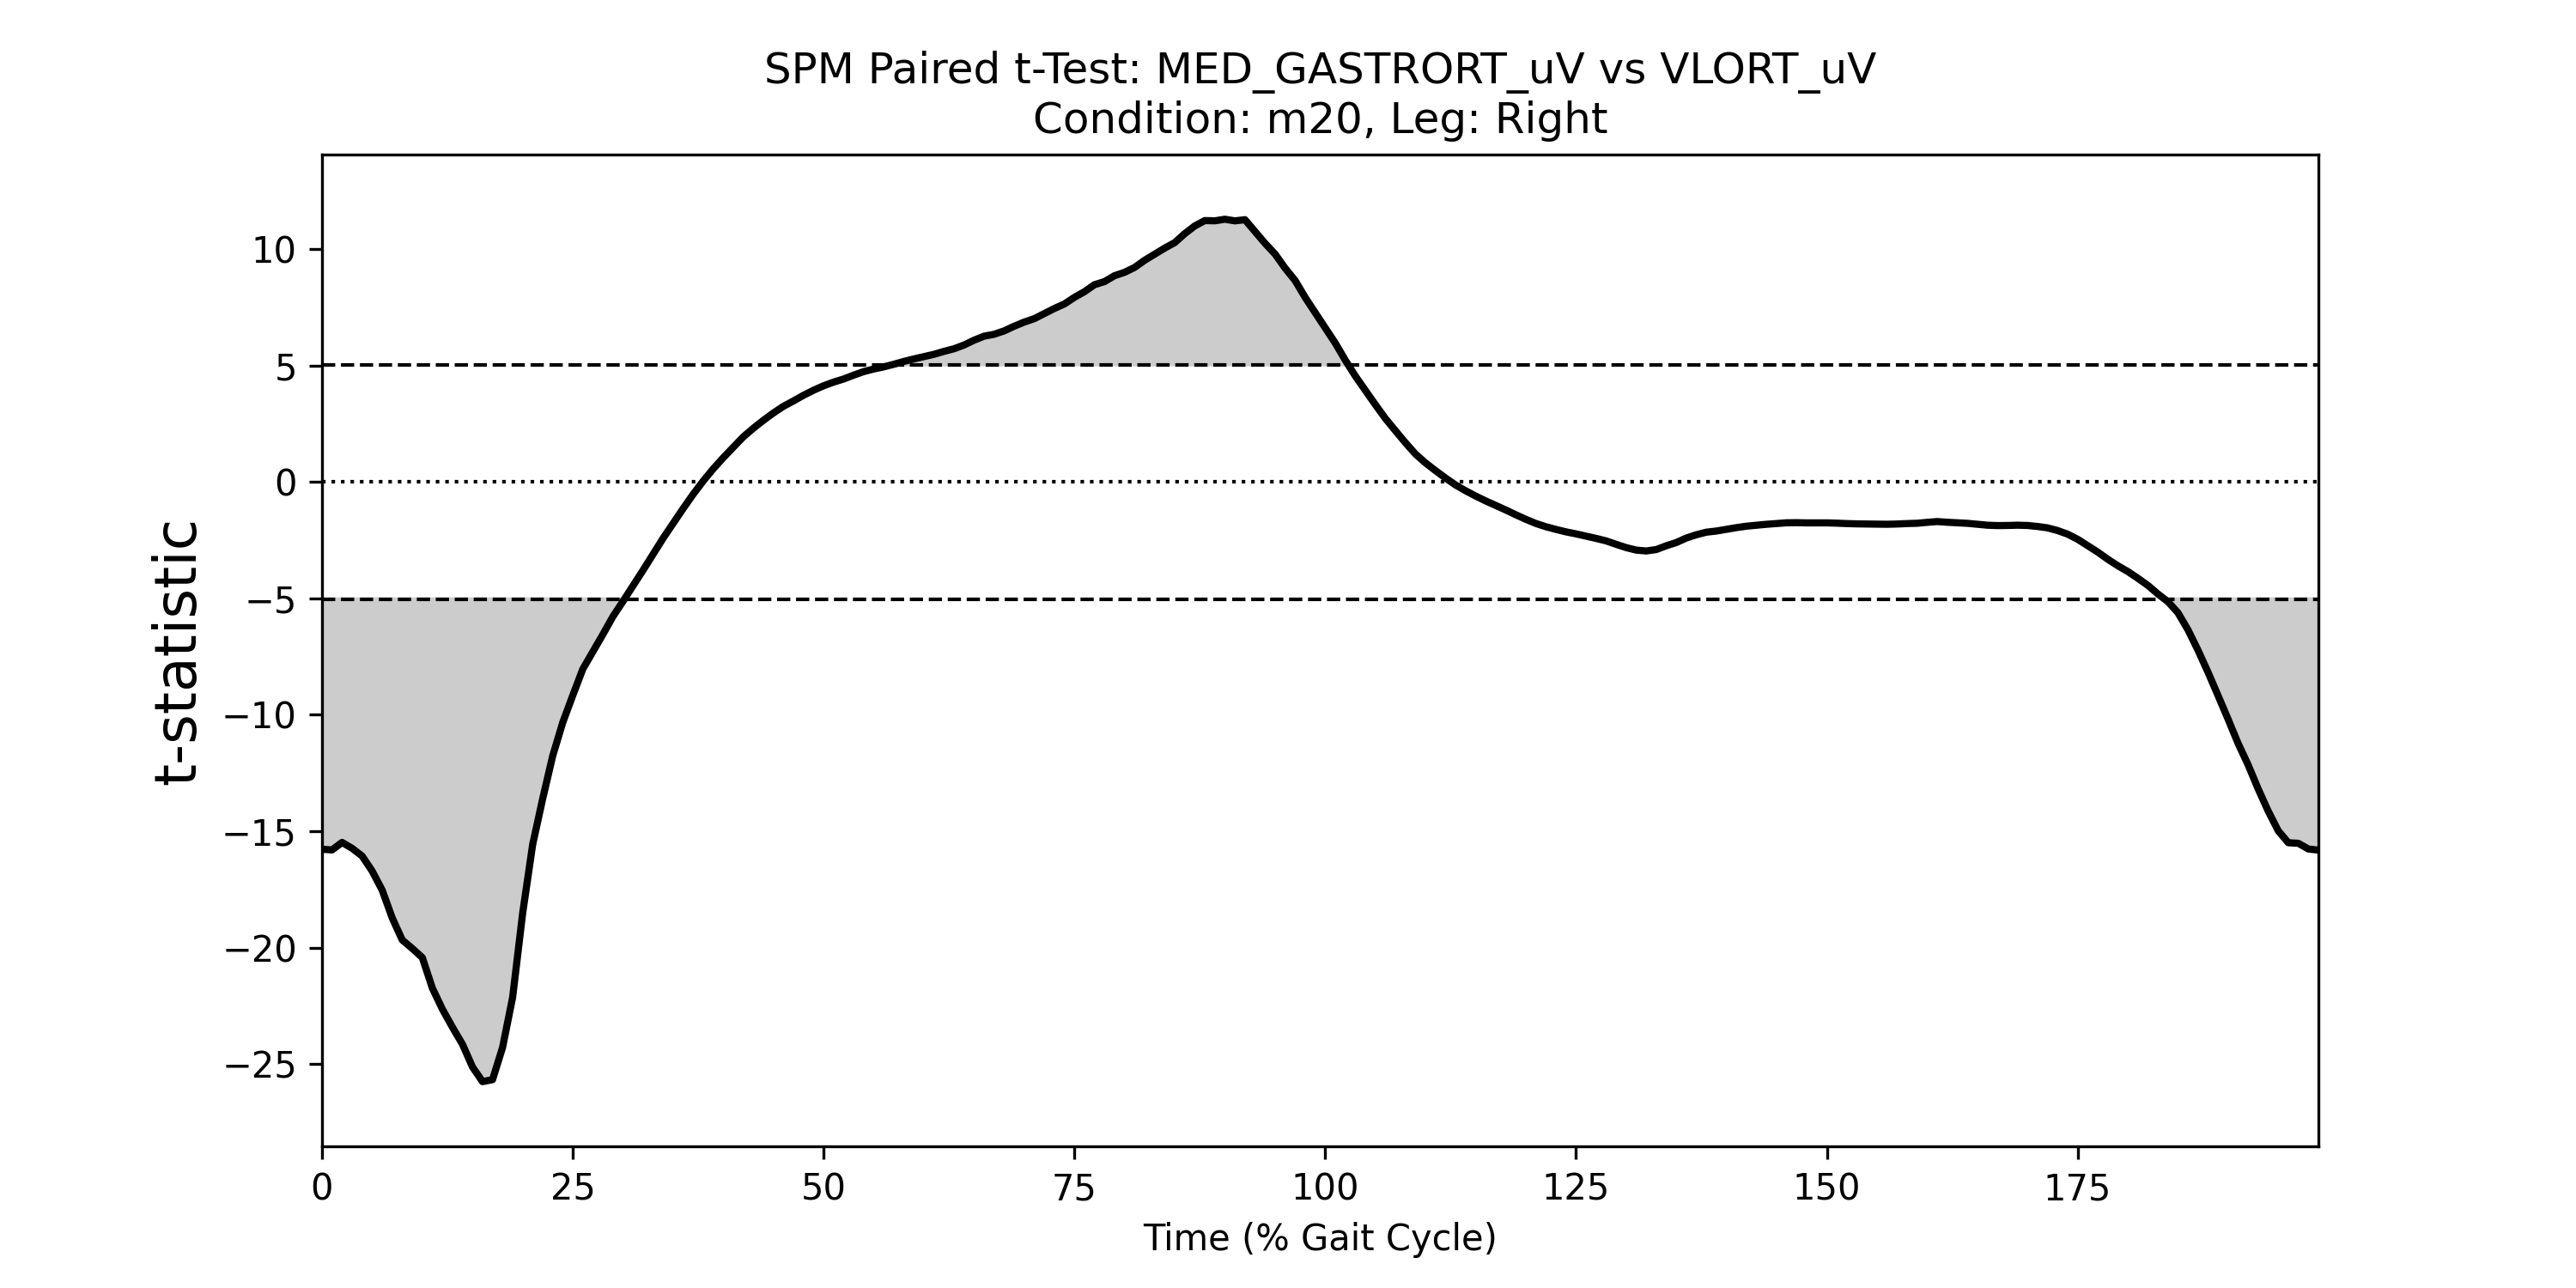 SPM Paired t-Test: MED_GASTRORT_uV vs VLORT_uV
Condition: m20, Leg: Right
t-statistic
10
5
0
−5
−10
−15
−20
−25
0 25 50 75 100 125 150 175
Time (% Gait Cycle)